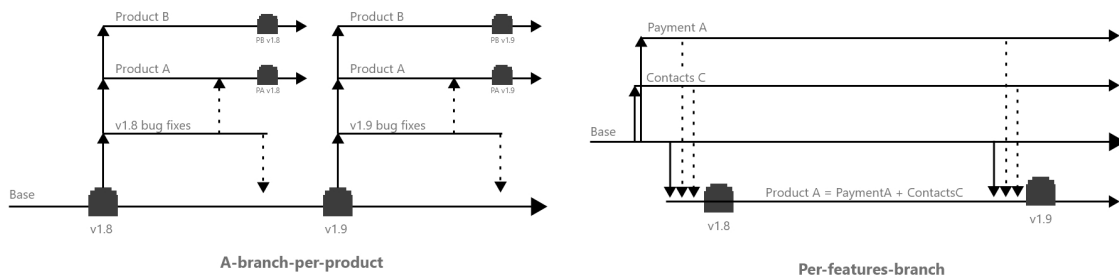 Product B
PB v1.8
Product A
PA v1.8
v1.8 bug fixes
Base
v1.8
Product B
PB v1.9
Product A
PA v1.9
v1.9 bug fixes
v1.9
A-branch-per-product
Payment A
Contacts C
Base
Product A = PaymentA + ContactsC
v1.8
v1.9
Per-features-branch